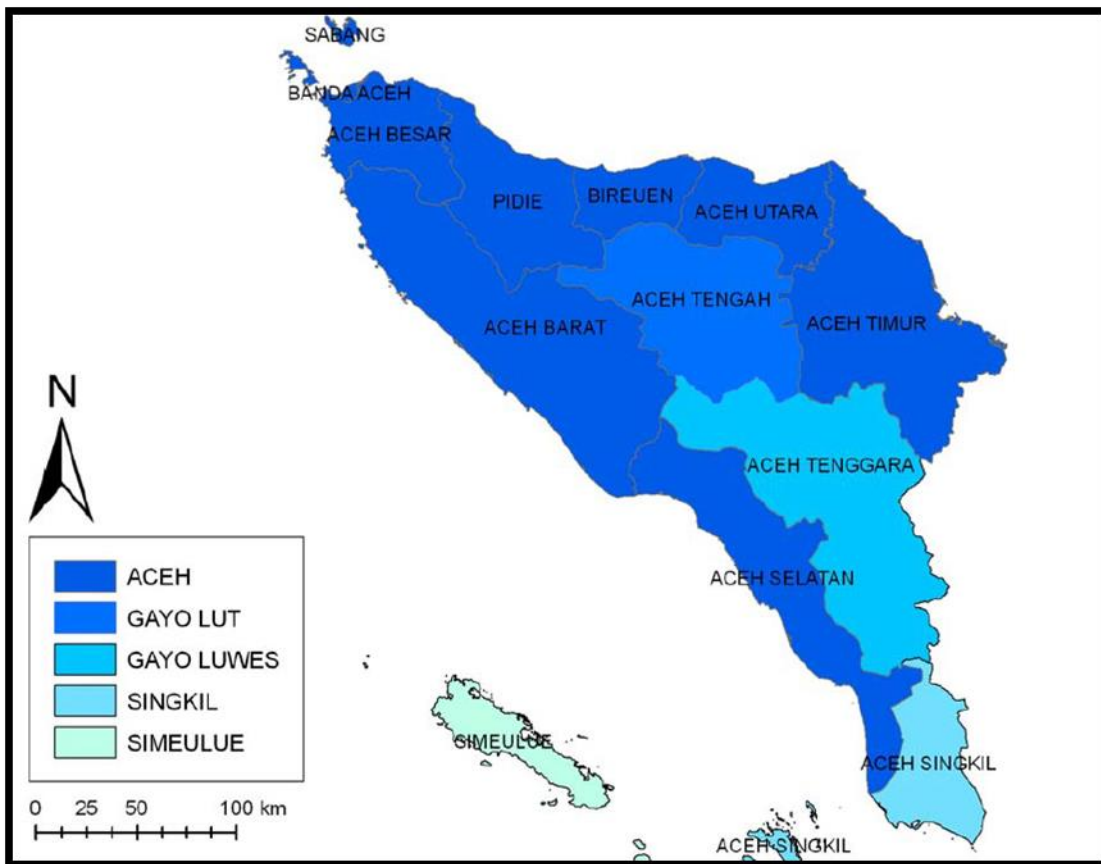 SABANG
BANDA ACEH
ACEH BESAR
PIDIE
BIREUEN
ACEH UTARA
ACEH TENGAH
ACEH BARAT
ACEH TIMUR
ACEH TENGGARA
ACEH SELATAN
SIMEULUE
ACEH SINGKIL
ACEH SINGKIL
N
ACEH
GAYO LUT
GAYO LUWES
SINGKIL
SIMEULUE
0 25 50 100 km